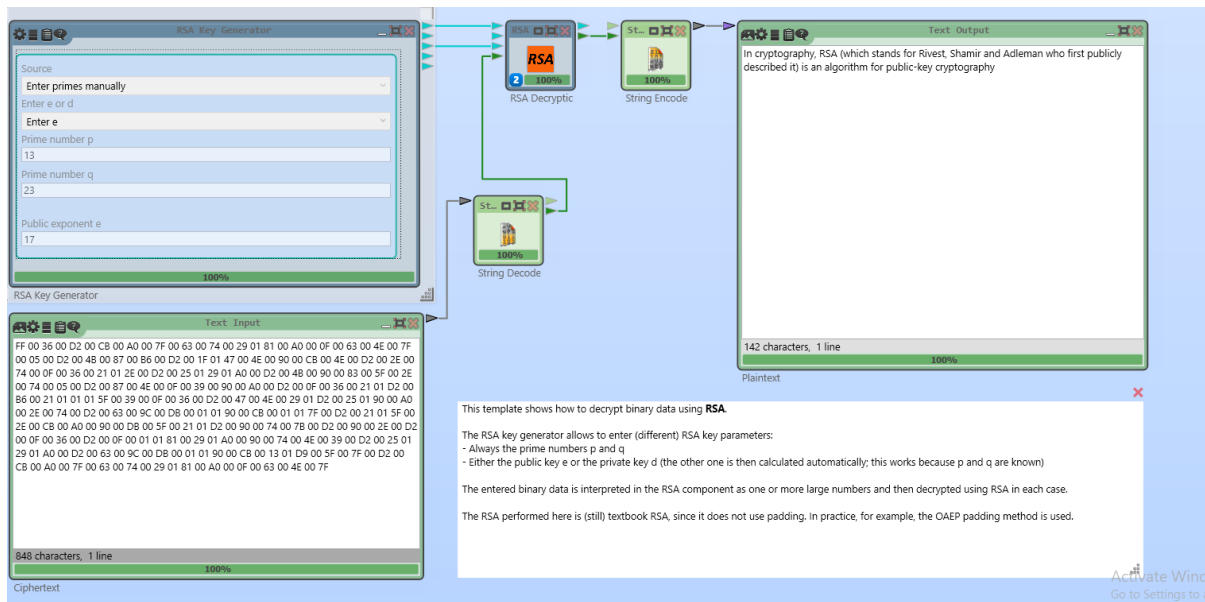 RSA Key Generator
Source
Enter primes manually
Enter e or d
Enter e
Prime number p
13
Prime number q
23
Public exponent e
17
100%
RSA Key Generator
RSA
RSA
2
100%
RSA Decryptic
St...
100%
String Encode
Text Output
In cryptography, RSA (which stands for Rivest, Shamir and Adleman who first publicly
described it) is an algorithm for public-key cryptography
142 characters, 1 line
100%
Plaintext
St...
100%
String Decode
Text Input
FF 00 36 00 D2 00 CB 00 A0 00 7F 00 63 00 74 00 29 01 81 00 A0 00 0F 00 63 00 4E 00 7F
00 05 00 D2 00 4B 00 87 00 B6 00 D2 00 1F 01 47 00 4E 00 90 00 CB 00 4E 00 D2 00 2E 00
74 00 0F 00 36 00 21 01 2E 00 D2 00 25 01 29 01 A0 00 D2 00 4B 00 90 00 83 00 5F 00 2E
00 74 00 05 00 D2 00 87 00 4E 00 0F 00 39 00 90 00 A0 00 D2 00 0F 00 36 00 21 01 D2 00
B6 00 21 01 01 01 5F 00 39 00 0F 00 36 00 D2 00 47 00 4E 00 29 01 D2 00 25 01 90 00 A0
00 2E 00 74 00 D2 00 63 00 9C 00 DB 00 01 01 90 00 CB 00 01 01 7F 00 D2 00 21 01 5F 00
2E 00 CB 00 A0 00 90 00 DB 00 5F 00 21 01 D2 00 90 00 74 00 7B 00 D2 00 90 00 2E 00 D2
00 0F 00 36 00 D2 00 0F 00 01 01 81 00 29 01 A0 00 90 00 74 00 4E 00 39 00 D2 00 25 01
29 01 A0 00 D2 00 63 00 9C 00 DB 00 01 01 90 00 CB 00 13 01 D9 00 5F 00 7F 00 D2 00
CB 00 A0 00 7F 00 63 00 74 00 29 01 81 00 A0 00 0F 00 63 00 4E 00 7F
848 characters, 1 line
100%
Ciphertext
This template shows how to decrypt binary data using RSA.
The RSA key generator allows to enter (different) RSA key parameters:
- Always the prime numbers p and q
- Either the public key e or the private key d (the other one is then calculated automatically; this works because p and q are known)
The entered binary data is interpreted in the RSA component as one or more large numbers and then decrypted using RSA in each case.
The RSA performed here is (still) textbook RSA, since it does not use padding. In practice, for example, the OAEP padding method is used.
Activate Wind
Go to Settings to a